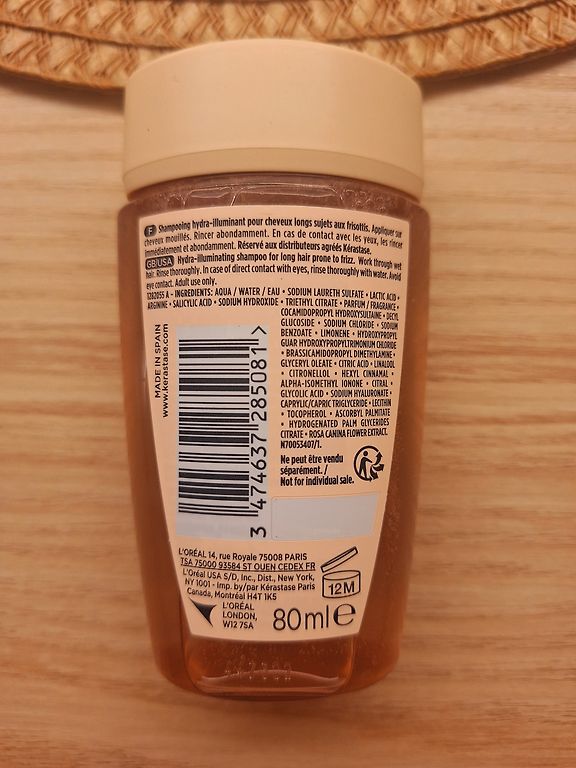 F Shampooing hydra-illuminant pour cheveux longs sujets aux frisottis. Appliquer sur
cheveux mouillés. Rincer abondamment. En cas de contact avec les yeux, les rincer
immédiatement et abondamment. Réservé aux distributeurs agréés Kérastase.
GB/USA Hydra-illuminating shampoo for long hair prone to frizz. Work through wet
hair. Rinse thoroughly. In case of direct contact with eyes, rinse thoroughly with water. Avoid
eye contact. Adult use only.
1282055 A - INGREDIENTS: AQUA / WATER / EAU • SODIUM LAURETH SULFATE • LACTIC ACID •
ARGININE • SALICYLIC ACID • SODIUM HYDROXIDE • TRIETHYL CITRATE • PARFUM / FRAGRANCE •
COCAMIDOPROPYL HYDROXYSULTAINE • DECYL
GLUCOSIDE • SODIUM CHLORIDE • SODIUM
BENZOATE • LIMONENE • HYDROXYPROPYL
GUAR HYDROXYPROPYLTRIMONIUM CHLORIDE
• BRASSICAMIDOPROPYL DIMETHYLAMINE •
GLYCERYL OLEATE • CITRIC ACID • LINALOOL
• CITRONELLOL • HEXYL CINNAMAL •
ALPHA-ISOMETHYL IONONE • CITRAL •
GLYCOLIC ACID • SODIUM HYALURONATE •
CAPRYLIC/CAPRIC TRIGLYCERIDE • LECITHIN
• TOCOPHEROL • ASCORBYL PALMITATE
• HYDROGENATED PALM GLYCERIDES
CITRATE • ROSA CANINA FLOWER EXTRACT.
N70053407/1.
MADE IN SPAIN
www.kerastase.com
3 474637 285081 >
Ne peut être vendu
séparément. /
Not for individual sale.
L'ORÉAL 14, rue Royale 75008 PARIS
TSA 75000 93584 ST OUEN CEDEX FR
L'Oréal USA S/D, Inc., Dist., New York,
NY 1001 - Imp. by/par Kérastase Paris
Canada, Montréal H4T 1K5
L'ORÉAL
LONDON,
W12 7SA
12M
80 ml e